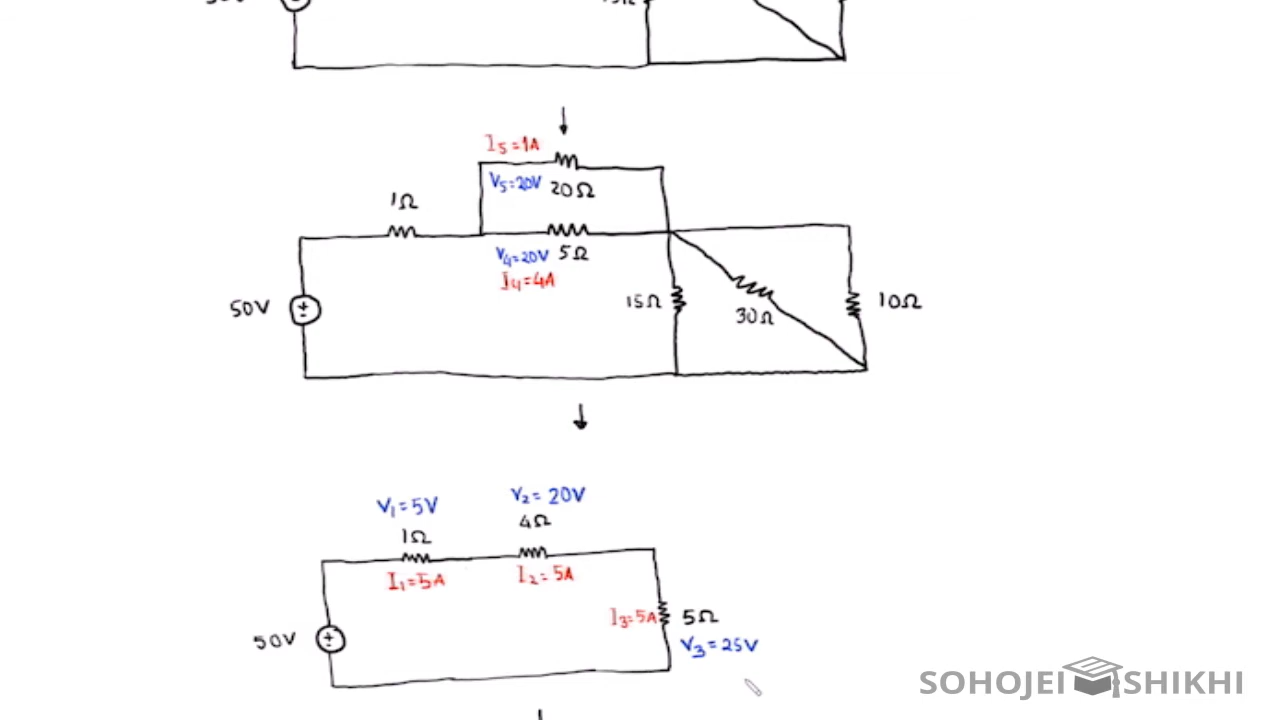 I5=1A
V5=20V 20Ω
1Ω
V4=20V 5Ω
I4=4A
50V
15Ω
30Ω
10Ω
V1=5V
V2=20V
1Ω
4Ω
I1=5A
I2=5A
50V
I3=5A 5Ω
V3=25V
SOHOJEI SHIKHI